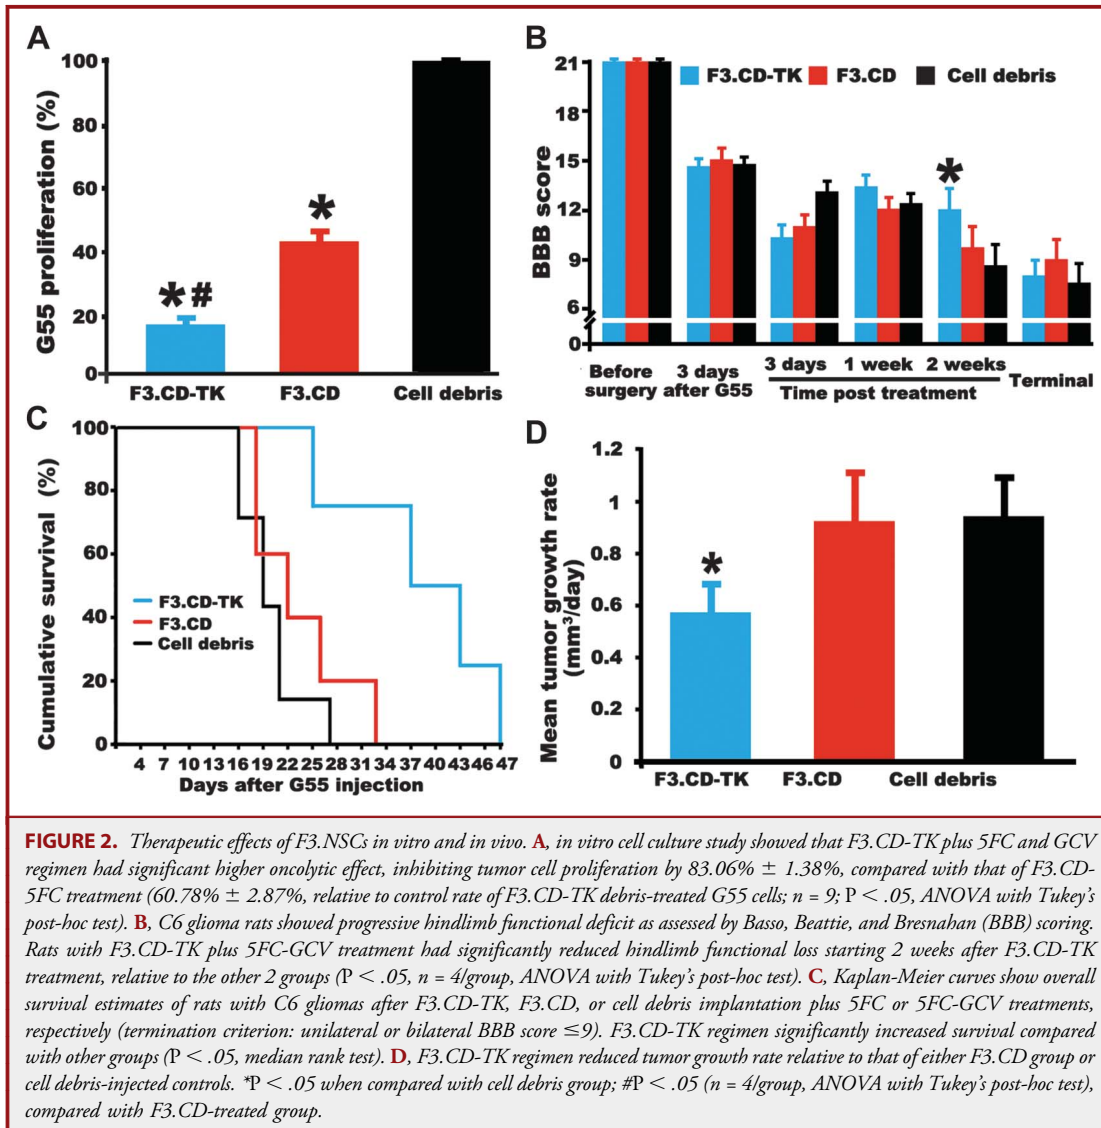 A
G55 proliferation (%)
100
80
60
40
20
0
*#
*
F3.CD-TK
F3.CD
Cell debris
B
BBB score
21
18
15
12
9
6
0
F3.CD-TK
F3.CD
Cell debris
*
Before surgery
3 days after G55
3 days
1 week
2 weeks
Time post treatment
Terminal
C
Cumulative survival (%)
100
80
60
40
20
0
F3.CD-TK
F3.CD
Cell debris
4 7 10 13 16 19 22 25 28 31 34 37 40 43 46 47
Days after G55 injection
D
Mean tumor growth rate
(mm³/day)
1.2
1
0.8
0.6
0.4
0.2
0
*
F3.CD-TK
F3.CD
Cell debris
FIGURE 2. Therapeutic effects of F3.NSCs in vitro and in vivo. A, in vitro cell culture study showed that F3.CD-TK plus 5FC and GCV
regimen had significant higher oncolytic effect, inhibiting tumor cell proliferation by 83.06% ± 1.38%, compared with that of F3.CD-
5FC treatment (60.78% ± 2.87%, relative to control rate of F3.CD-TK debris-treated G55 cells; n = 9; P < .05, ANOVA with Tukey's
post-hoc test). B, C6 glioma rats showed progressive hindlimb functional deficit as assessed by Basso, Beattie, and Bresnahan (BBB) scoring.
Rats with F3.CD-TK plus 5FC-GCV treatment had significantly reduced hindlimb functional loss starting 2 weeks after F3.CD-TK
treatment, relative to the other 2 groups (P < .05, n = 4/group, ANOVA with Tukey's post-hoc test). C, Kaplan-Meier curves show overall
survival estimates of rats with C6 gliomas after F3.CD-TK, F3.CD, or cell debris implantation plus 5FC or 5FC-GCV treatments,
respectively (termination criterion: unilateral or bilateral BBB score ≤9). F3.CD-TK regimen significantly increased survival compared
with other groups (P < .05, median rank test). D, F3.CD-TK regimen reduced tumor growth rate relative to that of either F3.CD group or
cell debris-injected controls. *P < .05 when compared with cell debris group; #P < .05 (n = 4/group, ANOVA with Tukey's post-hoc test),
compared with F3.CD-treated group.